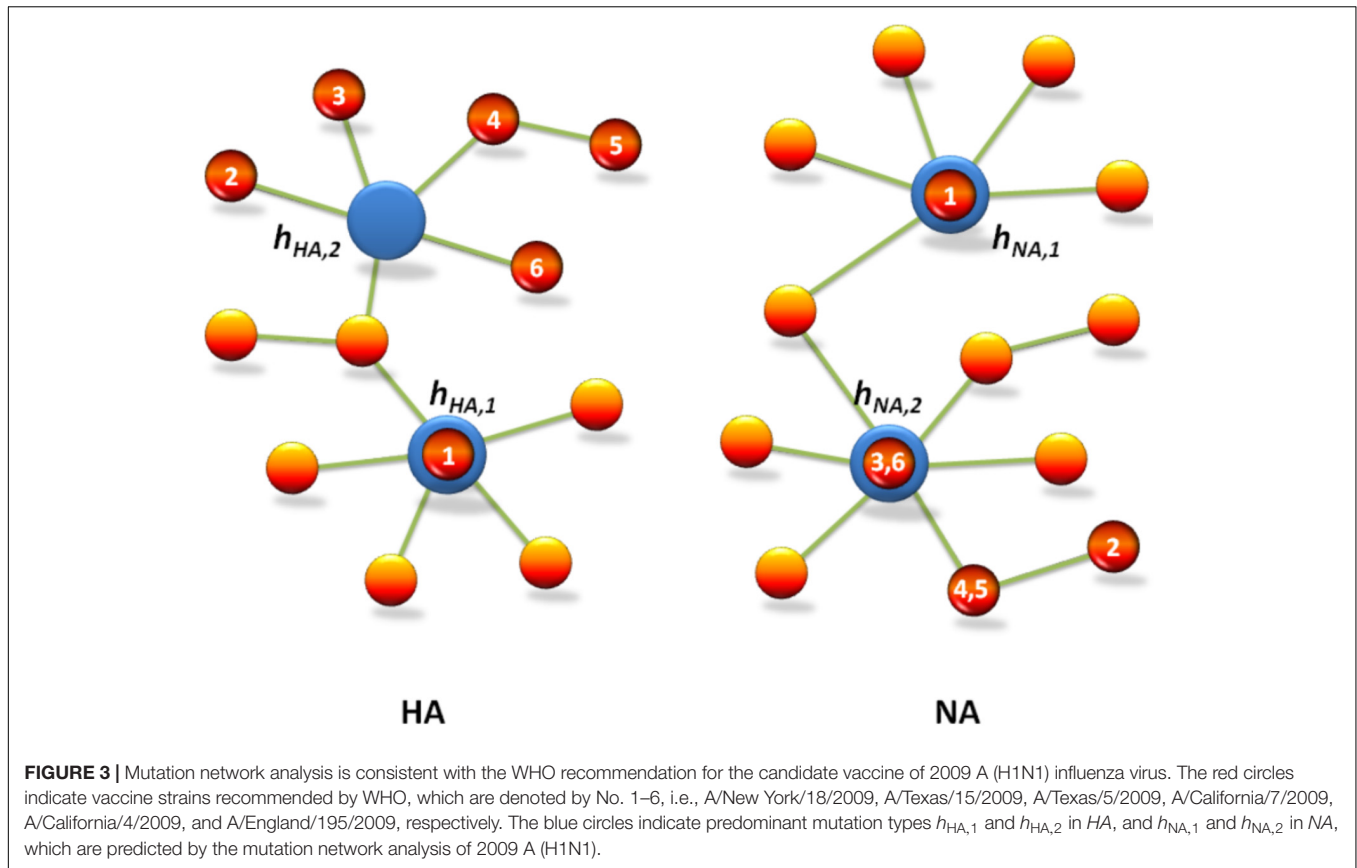 3
4
5
2
h_HA,2
6
h_HA,1
1
HA
1
h_NA,1
h_NA,2
3,6
2
4,5
NA
FIGURE 3 | Mutation network analysis is consistent with the WHO recommendation for the candidate vaccine of 2009 A (H1N1) influenza virus. The red circles
indicate vaccine strains recommended by WHO, which are denoted by No. 1–6, i.e., A/New York/18/2009, A/Texas/15/2009, A/Texas/5/2009, A/California/7/2009,
A/California/4/2009, and A/England/195/2009, respectively. The blue circles indicate predominant mutation types h_HA,1 and h_HA,2 in HA, and h_NA,1 and h_NA,2 in NA,
which are predicted by the mutation network analysis of 2009 A (H1N1).